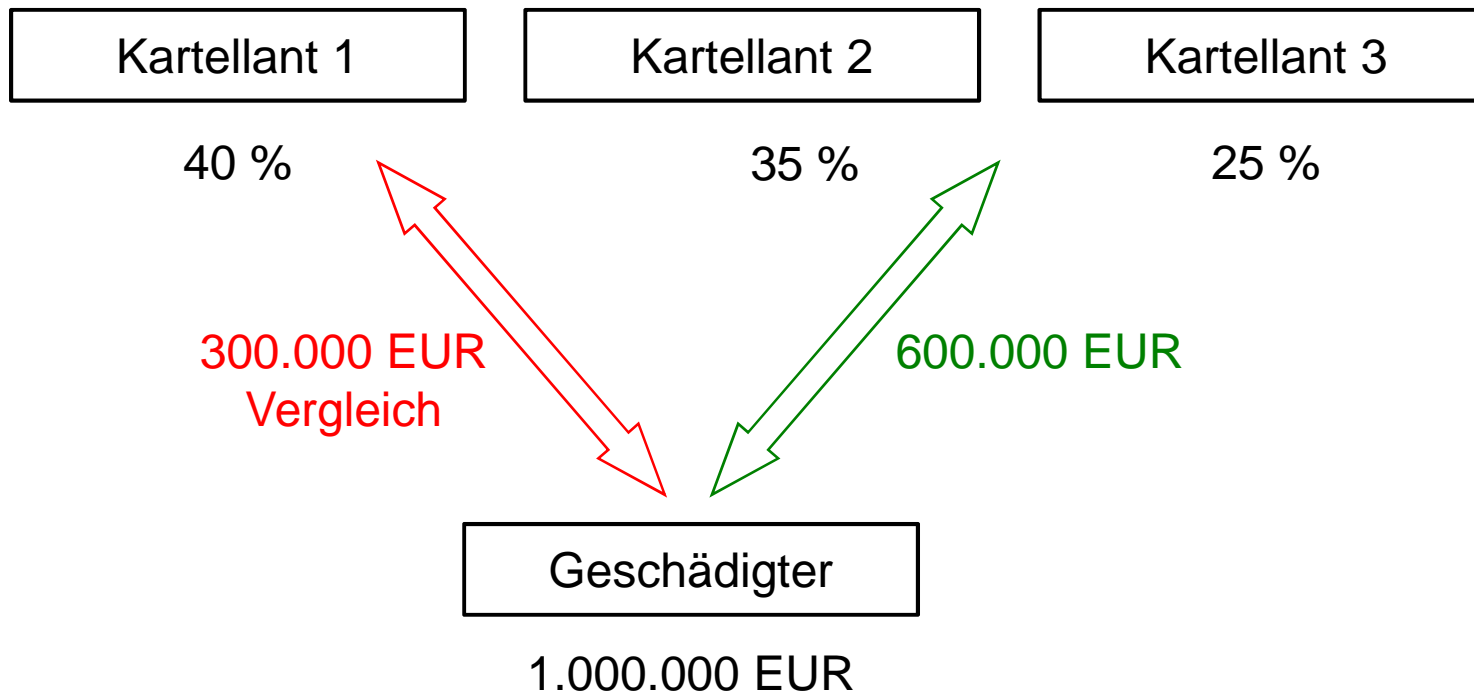 Kartellant 1
Kartellant 2
Kartellant 3
40 %
35 %
25 %
300.000 EUR
Vergleich
600.000 EUR
Geschädigter
1.000.000 EUR